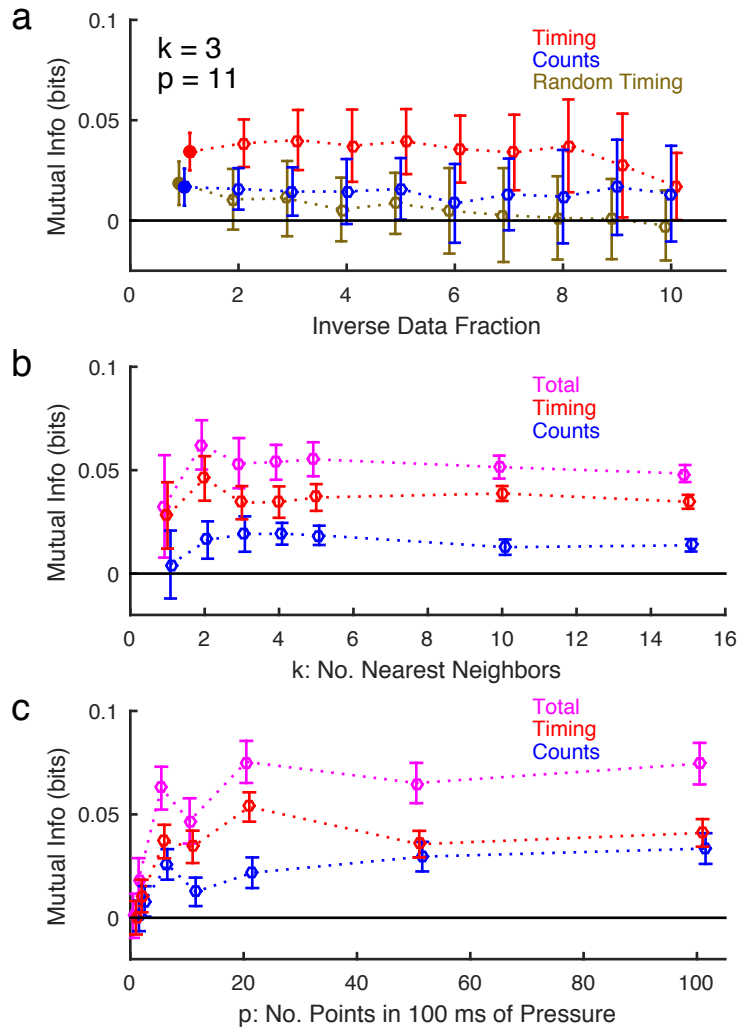 a
0.1
k = 3
p = 11
Timing
Counts
Random Timing
0.05
0
Mutual Info (bits)
0 2 4 6 8 10
Inverse Data Fraction
b
0.1
Total
Timing
Counts
0.05
0
Mutual Info (bits)
0 2 4 6 8 10 12 14 16
k: No. Nearest Neighbors
c
0.1
Total
Timing
Counts
0.05
0
Mutual Info (bits)
0 20 40 60 80 100
p: No. Points in 100 ms of Pressure